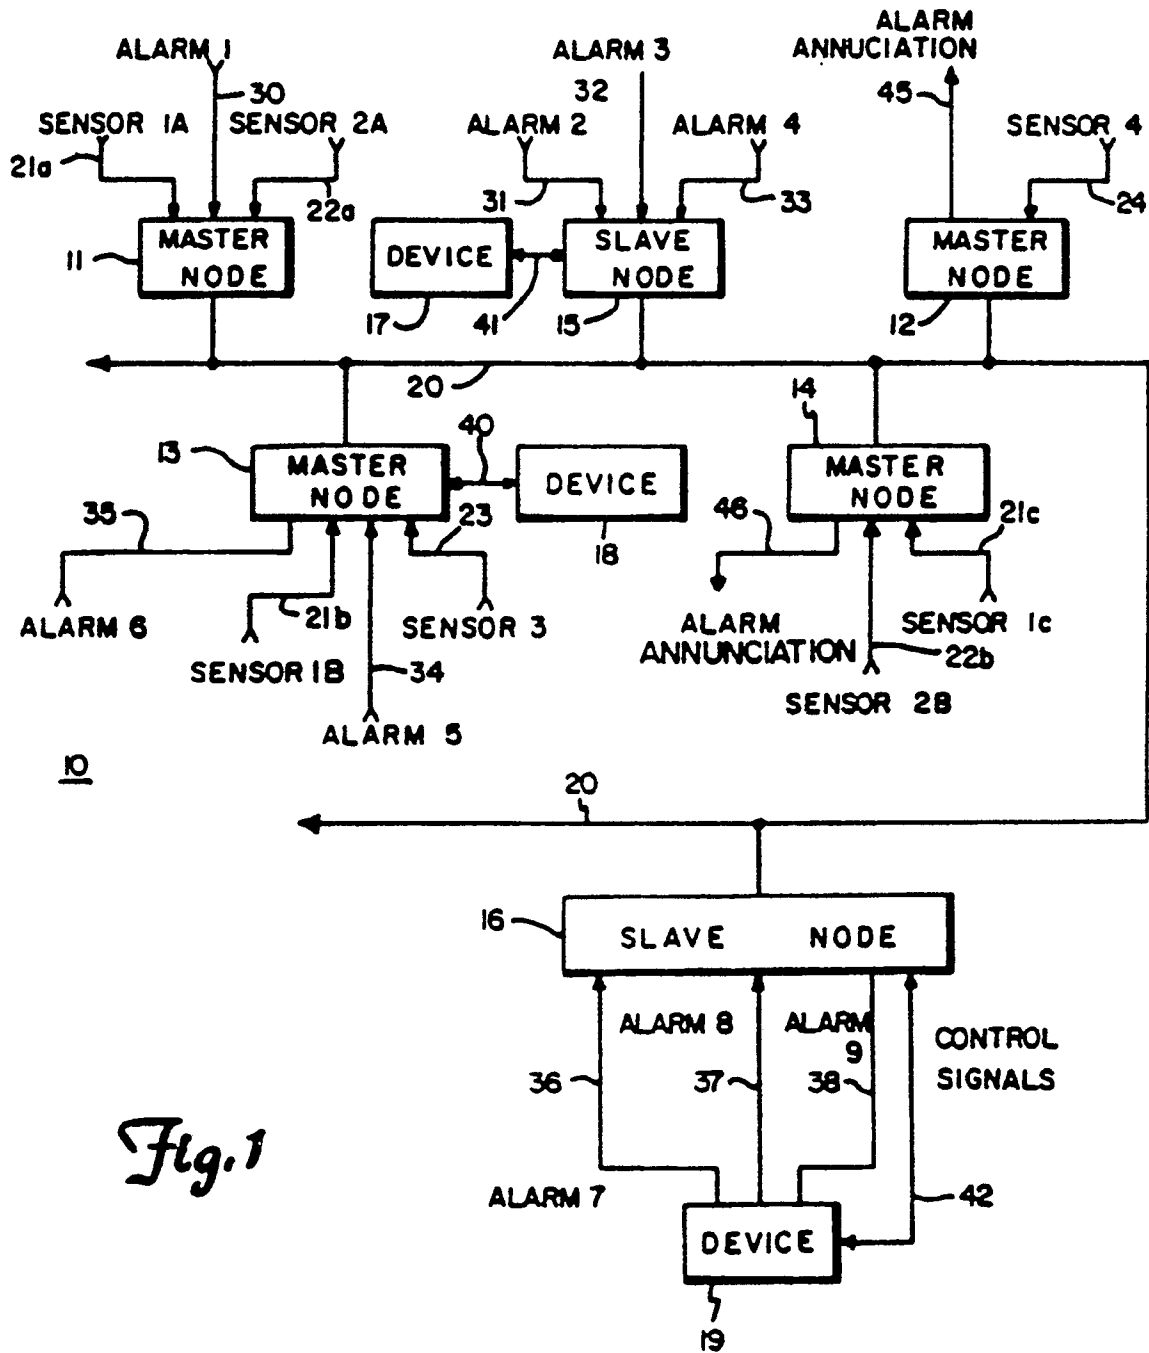 ALARM 1
30
SENSOR 1A
SENSOR 2A
21a
22a
MASTER
NODE
11
ALARM 3
32
ALARM 2
ALARM 4
31
33
DEVICE
17
41
SLAVE
NODE
15
ALARM
ANNUCIATION
45
SENSOR 4
24
MASTER
NODE
12
20
13
MASTER
NODE
40
DEVICE
18
35
23
ALARM 6
21b
SENSOR 1B
34
SENSOR 3
ALARM 5
14
MASTER
NODE
46
21c
ALARM
ANNUNCIATION
SENSOR 1c
22b
SENSOR 2B
10
20
16
SLAVE NODE
ALARM 8
ALARM
9
CONTROL
SIGNALS
36
37
38
ALARM 7
42
DEVICE
19
Fig. 1